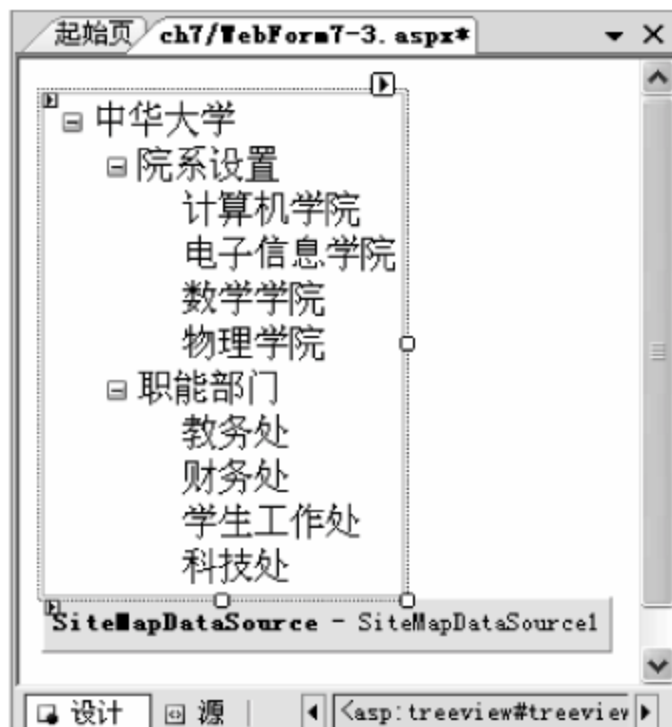 起始页 ch7/WebForm7-3.aspx*
中华大学
院系设置
计算机学院
电子信息学院
数学学院
物理学院
职能部门
教务处
财务处
学生工作处
科技处
SiteMapDataSource - SiteMapDataSource1
设计 源 <asp:treeview#treeview